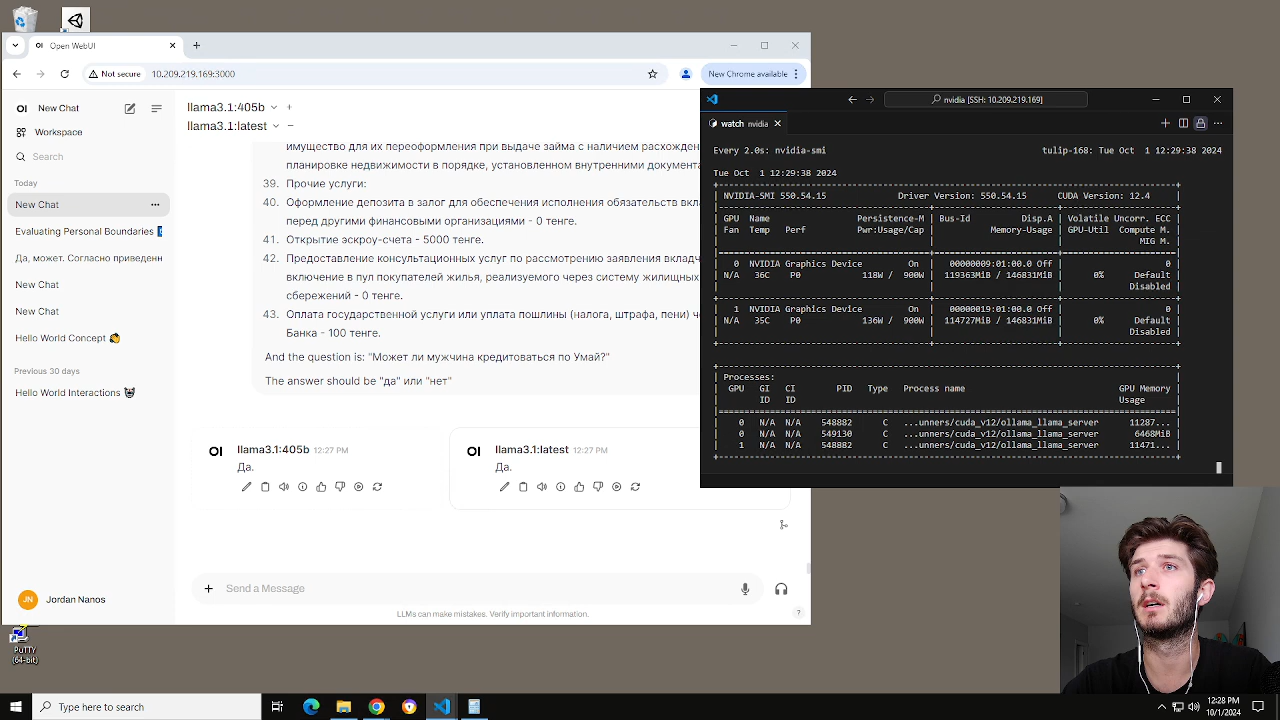 Open WebUI
Not secure
10.209.219.169:3000
New Chrome available
OI
New Chat
Workspace
Search
Today
New Chat
Evaluating Personal Boundaries
Да, может. Согласно приведенн
New Chat
New Chat
Hello World Concept
Previous 30 days
Hello World Interactions
JN
Jordan Nanos
llama3.1:405b
llama3.1:latest
имущество для их переоформления при выдаче займа с наличием расхожден
планировке недвижимости в порядке, установленном внутренними документа
39. Прочие услуги:
40. Оформление депозита в залог для обеспечения исполнения обязательств вкла
перед другими финансовыми организациями - 0 тенге.
41. Открытие эскроу-счета - 5000 тенге.
42. Предоставление консультационных услуг по рассмотрению заявления вкладч
включение в пул покупателей жилья, реализуемого через систему жилищных
сбережений - 0 тенге.
43. Оплата государственной услуги или уплата пошлины (налога, штрафа, пени) че
Банка - 100 тенге.
And the question is: "Может ли мужчина кредитоваться по Умай?"
The answer should be "да" или "нет"
OI
llama3.1:405b 12:27 PM
Да.
OI
llama3.1:latest 12:27 PM
Да.
Send a Message
LLMs can make mistakes. Verify important information.
?
nvidia [SSH: 10.209.219.169]
watch nvidia
Every 2.0s: nvidia-smi tulip-168: Tue Oct 1 12:29:38 2024
Tue Oct 1 12:29:38 2024
NVIDIA-SMI 550.54.15 Driver Version: 550.54.15 CUDA Version: 12.4
GPU Name Persistence-M Bus-Id Disp.A Volatile Uncorr. ECC
Fan Temp Perf Pwr:Usage/Cap Memory-Usage GPU-Util Compute M.
MIG M.
0 NVIDIA Graphics Device On 00000009:01:00.0 Off 0
N/A 36C P0 118W / 900W 119363MiB / 146831MiB 0% Default
Disabled
1 NVIDIA Graphics Device On 00000019:01:00.0 Off 0
N/A 35C P0 136W / 900W 114727MiB / 146831MiB 0% Default
Disabled
Processes:
GPU GI CI PID Type Process name GPU Memory
ID ID Usage
0 N/A N/A 548882 C ...unners/cuda_v12/ollama_llama_server 11287...
0 N/A N/A 549130 C ...unners/cuda_v12/ollama_llama_server 6468MiB
1 N/A N/A 548882 C ...unners/cuda_v12/ollama_llama_server 11471...
PUTTY
(64-bit)
Type here to search
12:28 PM
10/1/2024